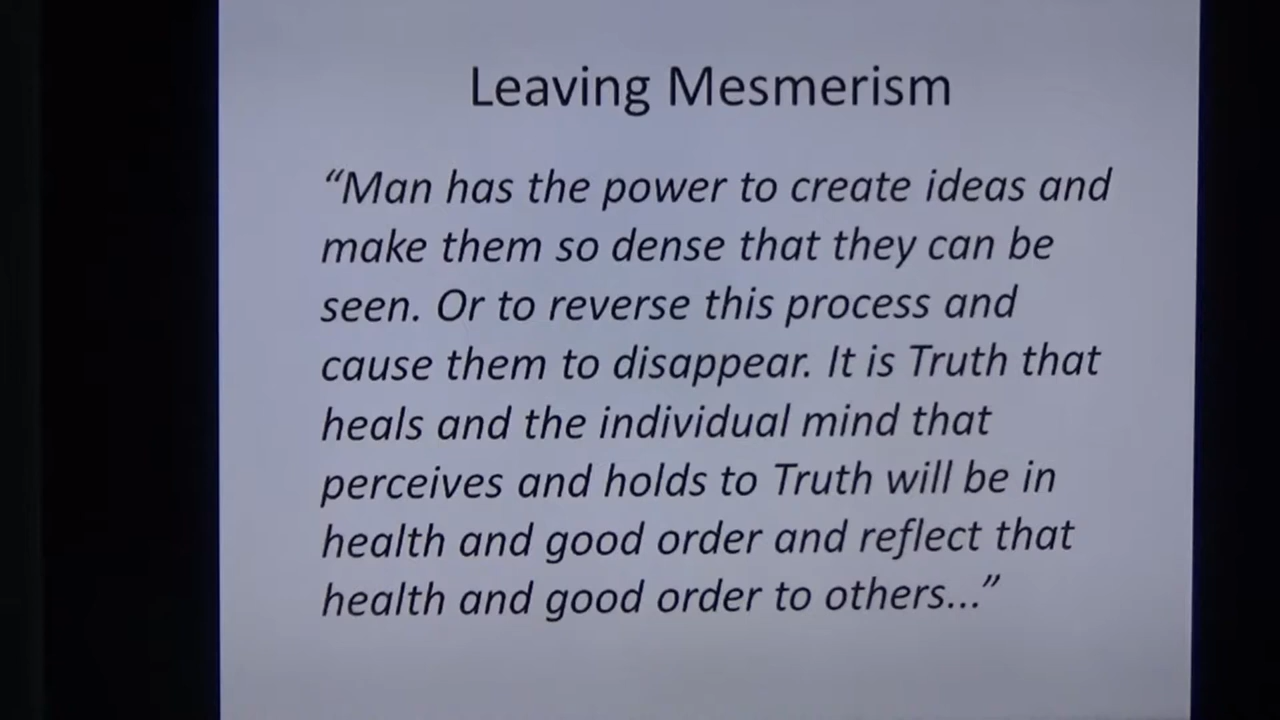 Leaving Mesmerism
“Man has the power to create ideas and
make them so dense that they can be
seen. Or to reverse this process and
cause them to disappear. It is Truth that
heals and the individual mind that
perceives and holds to Truth will be in
health and good order and reflect that
health and good order to others...”